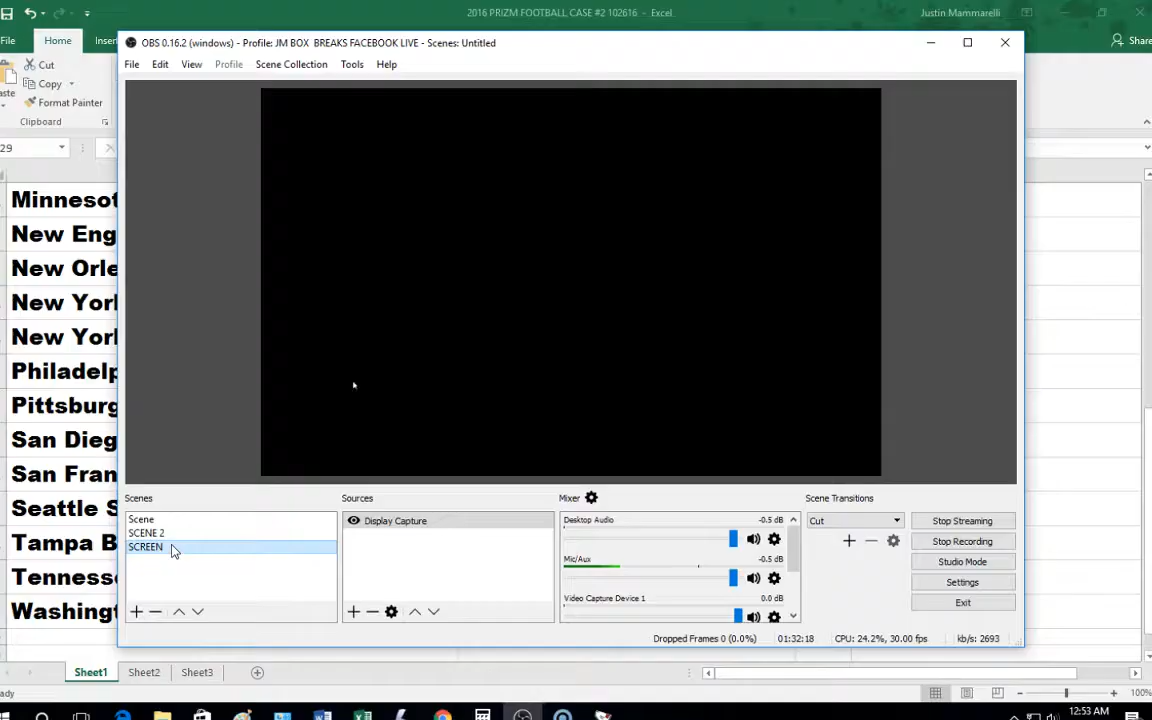 2016 PRIZM FOOTBALL CASE #2 102616 - Excel
Justin Mammarelli
File
Home
Insert
Share
OBS 0.16.2 (windows) - Profile: JM BOX BREAKS FACEBOOK LIVE - Scenes: Untitled
File Edit View Profile Scene Collection Tools Help
Cut
Copy
Format Painter
Clipboard
29
Minnesot
New Eng
New Orle
New Yor
New Yor
Philadelp
Pittsburg
San Dieg
San Fran
Seattle S
Tampa B
Tenness
Washingt
Scenes
Scene
SCENE 2
SCREEN
Sources
Display Capture
Mixer
Desktop Audio -0.5 dB
Mic/Aux -0.5 dB
Video Capture Device 1 0.0 dB
Scene Transitions
Cut
Stop Streaming
Stop Recording
Studio Mode
Settings
Exit
Dropped Frames 0 (0.0%) 01:32:18 CPU: 24.2%, 30.00 fps kb/s: 2693
Sheet1 Sheet2 Sheet3
100%
12:53 AM